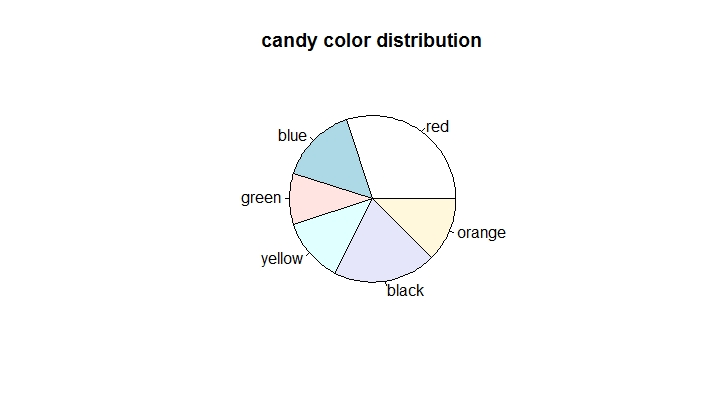 candy color distribution
red
blue
green
yellow
black
orange